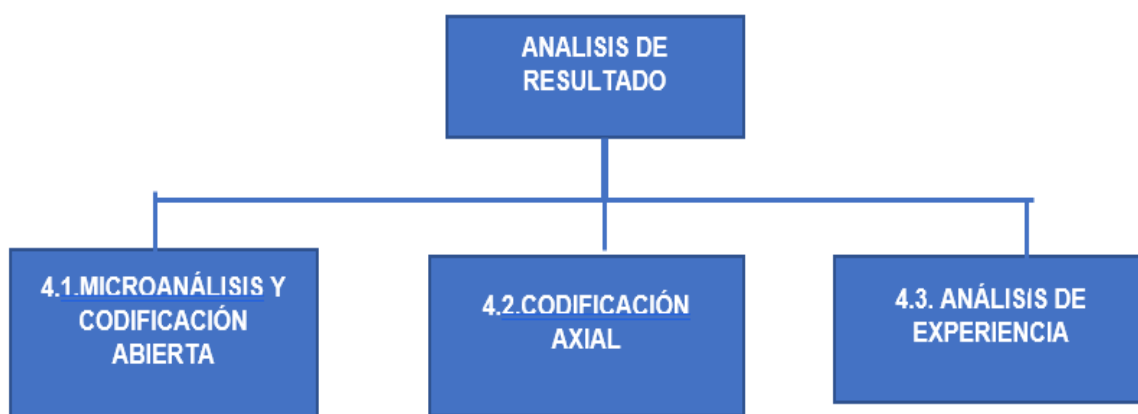 ANALISIS DE
RESULTADO
4.1.MICROANÁLISIS Y
CODIFICACIÓN
ABIERTA
4.2.CODIFICACIÓN
AXIAL
4.3. ANÁLISIS DE
EXPERIENCIA